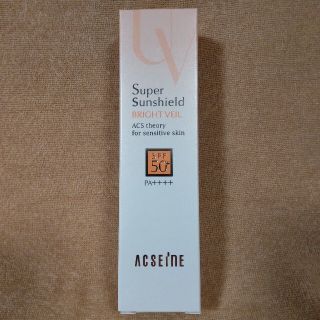 UV
Super
Sunshield
BRIGHT VEIL
ACS theory
for sensitive skin
SPF
50+
PA++++
ACSEINE